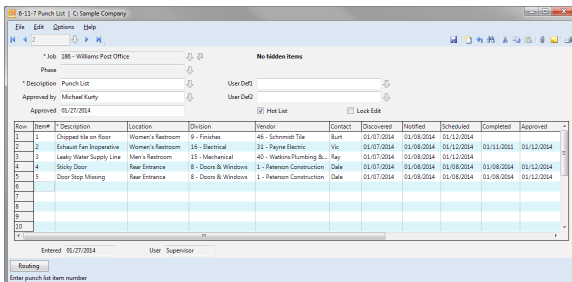 6-11-7 Punch List | C: Sample Company
File Edit Options Help
2
* Job 186 - Williams Post Office No hidden items
Phase
* Description Punch List User Def1
Approved by Michael Kurty User Def2
Approved 01/27/2014 Hot List Lock Edit
Row Item# * Description Location Division Vendor Contact Discovered Notified Scheduled Completed Approved
1 1 Chipped tile on floor Women's Restroom 9 - Finishes 46 - Schnmidt Tile Burt 01/07/2014 01/08/2014 01/12/2014
2 2 Exhaust Fan Inoperative Women's Restroom 16 - Electrical 31 - Payne Electric Vic 01/07/2014 01/08/2014 01/12/2014 01/11/2011 01/12/2014
3 3 Leaky Water Supply Line Men's Restroom 15 - Mechanical 40 - Watkins Plumbing &... Ray 01/07/2014 01/08/2014 01/12/2014
4 4 Sticky Door Rear Entrance 8 - Doors & Windows 1 - Peterson Construction Dale 01/07/2014 01/08/2014 01/08/2014 01/08/2014 01/12/2014
5 5 Door Stop Missing Rear Entrance 8 - Doors & Windows 1 - Peterson Construction Dale 01/07/2014 01/08/2014 01/08/2014 01/08/2014 01/12/2014
6
7
8
9
10
Entered 01/27/2014 User Supervisor
Routing
Enter punch list item number